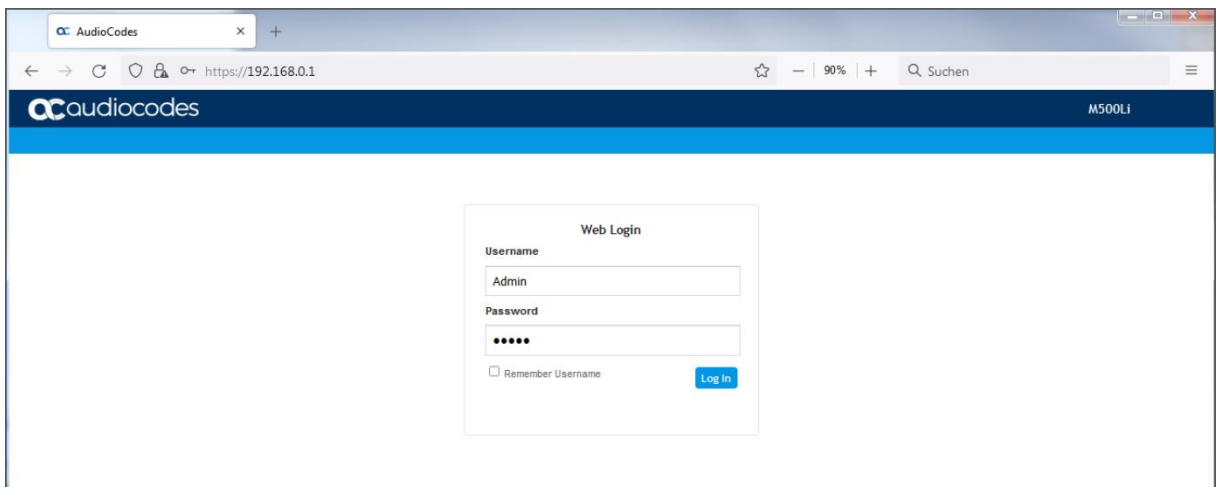 AudioCodes
https://192.168.0.1
90%
Suchen
audiocodes
M500Li
Web Login
Username
Admin
Password
•••••
Remember Username
Log In